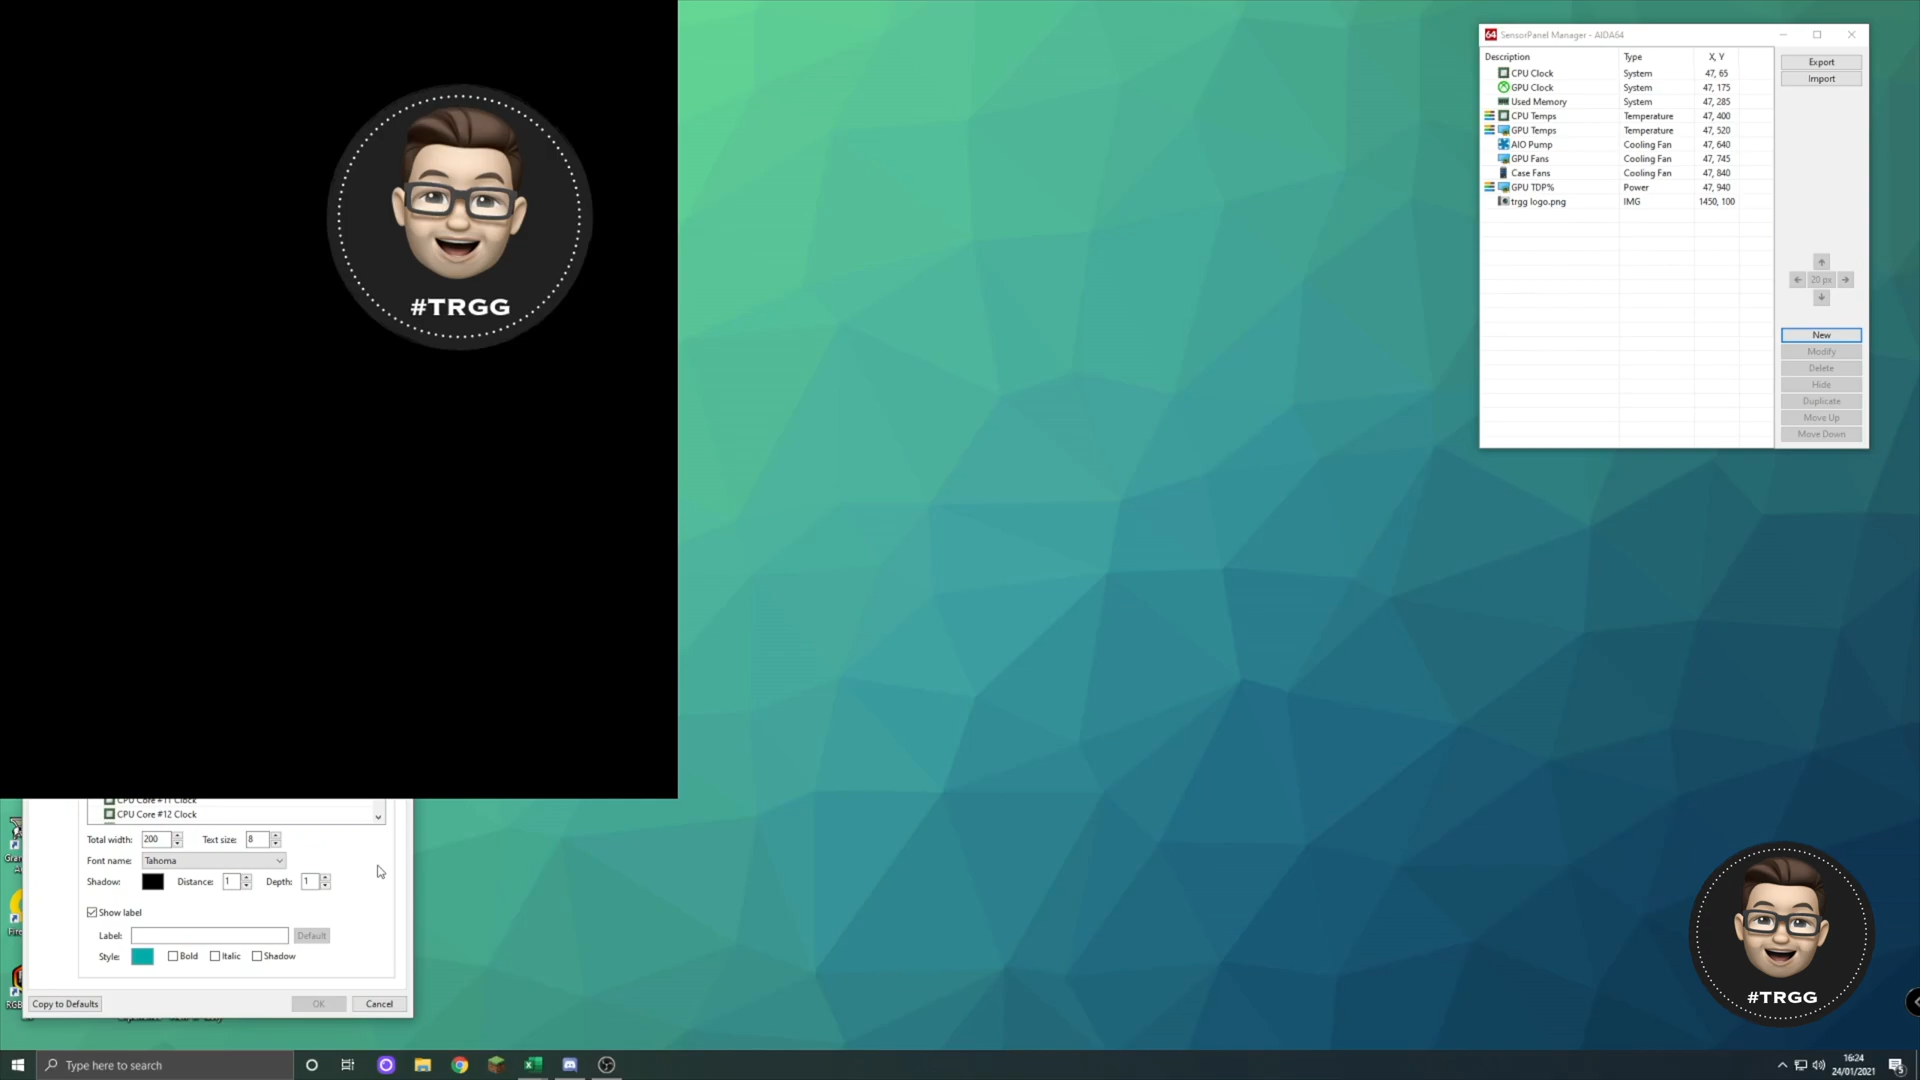 #TRGG
SensorPanel Manager - AIDA64
Description Type X, Y
CPU Clock System 47, 65
GPU Clock System 47, 175
Used Memory System 47, 285
CPU Temps Temperature 47, 400
GPU Temps Temperature 47, 520
AIO Pump Cooling Fan 47, 640
GPU Fans Cooling Fan 47, 745
Case Fans Cooling Fan 47, 840
GPU TDP% Power 47, 940
trgg logo.png IMG 1450, 100
Export
Import
20 px
New
Modify
Delete
Hide
Duplicate
Move Up
Move Down
CPU Core #11 Clock
CPU Core #12 Clock
Total width: 200 Text size: 8
Font name: Tahoma
Shadow: Distance: 1 Depth: 1
Show label
Label: Default
Style: Bold Italic Shadow
Copy to Defaults OK Cancel
#TRGG
Type here to search
16:24
24/01/2021
5